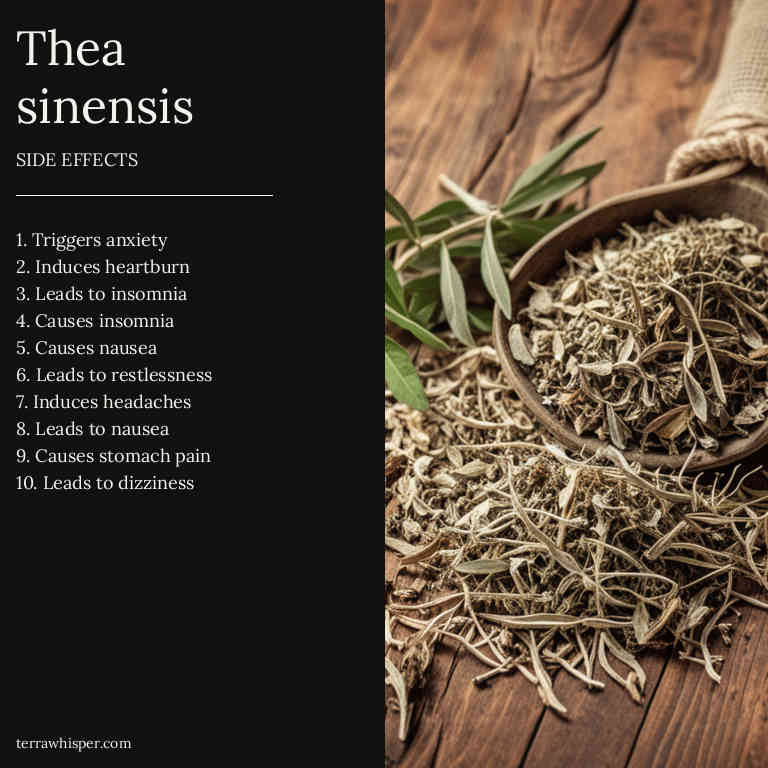 Thea
sinensis
SIDE EFFECTS
1. Triggers anxiety
2. Induces heartburn
3. Leads to insomnia
4. Causes insomnia
5. Causes nausea
6. Leads to restlessness
7. Induces headaches
8. Leads to nausea
9. Causes stomach pain
10. Leads to dizziness
terrawhisper.com